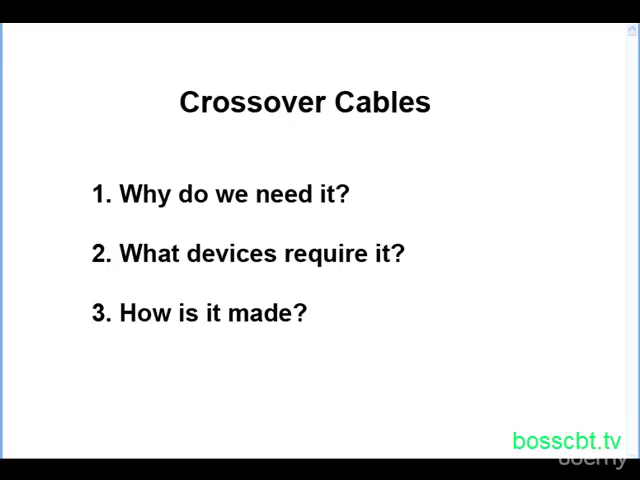 Crossover Cables
1. Why do we need it?
2. What devices require it?
3. How is it made?
bosscbt.tv